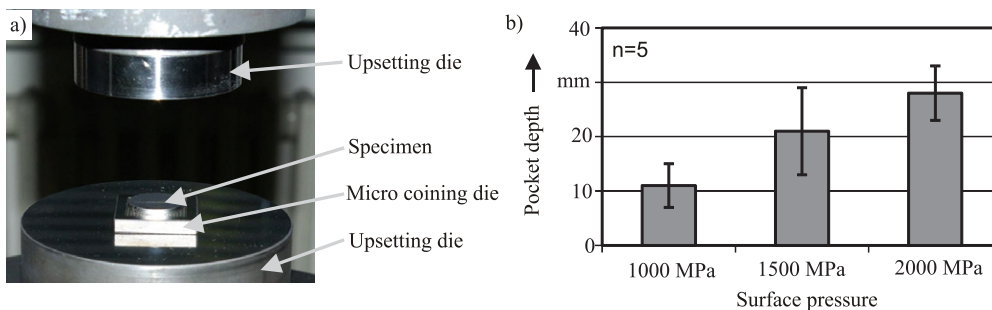 a)
Upsetting die
Specimen
Micro coining die
Upsetting die
b)
40
mm
20
10
0
Pocket depth
n=5
1000 MPa
1500 MPa
2000 MPa
Surface pressure